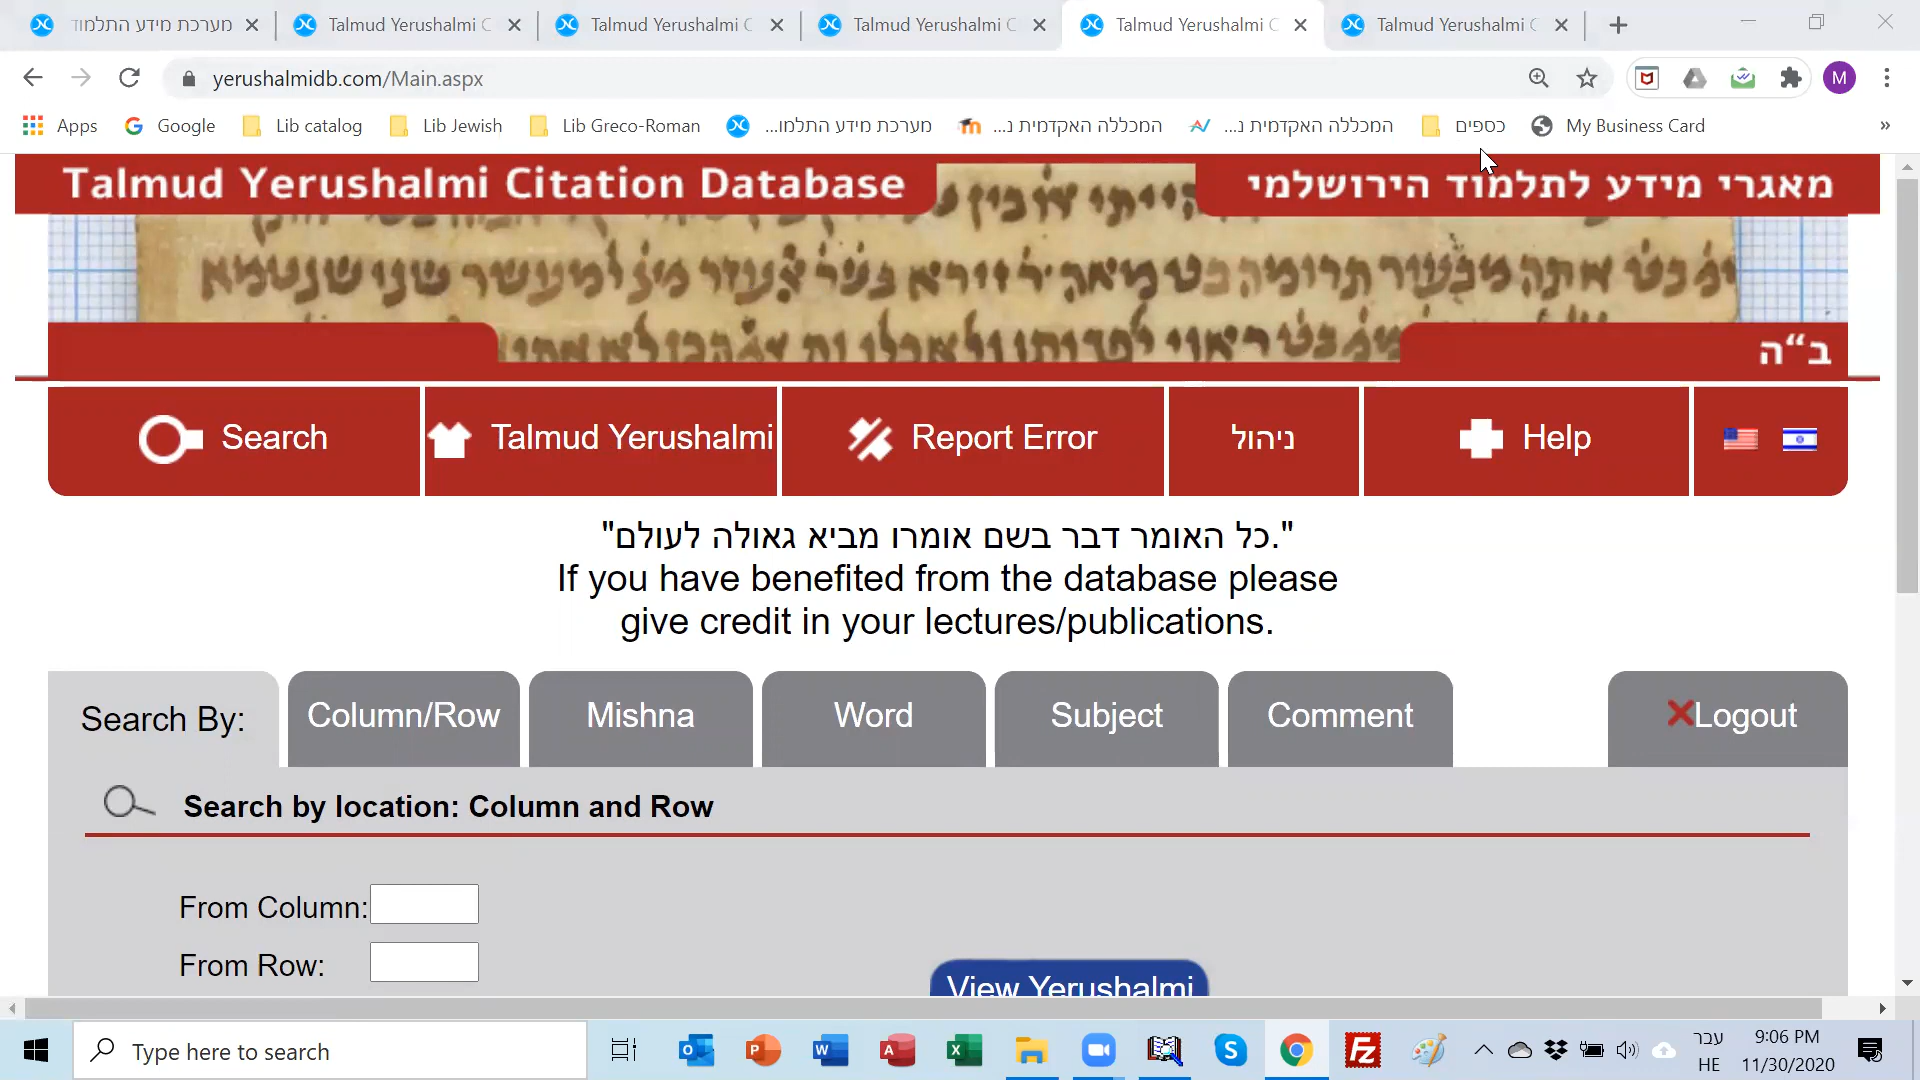 מערכת מידע התלמוד
Talmud Yerushalmi C
Talmud Yerushalmi C
Talmud Yerushalmi C
Talmud Yerushalmi C
Talmud Yerushalmi C
yerushalmidb.com/Main.aspx
M
Apps
Google
Lib catalog
Lib Jewish
Lib Greco-Roman
מערכת מידע התלמו...
המכללה האקדמית נ...
המכללה האקדמית נ...
כספים
My Business Card
»
Talmud Yerushalmi Citation Database
מאגרי מידע לתלמוד הירושלמי
ב“ה
Search
Talmud Yerushalmi
Report Error
ניהול
Help
"כל האומר דבר בשם אומרו מביא גאולה לעולם."
If you have benefited from the database please
give credit in your lectures/publications.
Search By:
Column/Row
Mishna
Word
Subject
Comment
Logout
Search by location: Column and Row
From Column:
From Row:
View Yerushalmi
Type here to search
עבר
HE
9:06 PM
11/30/2020